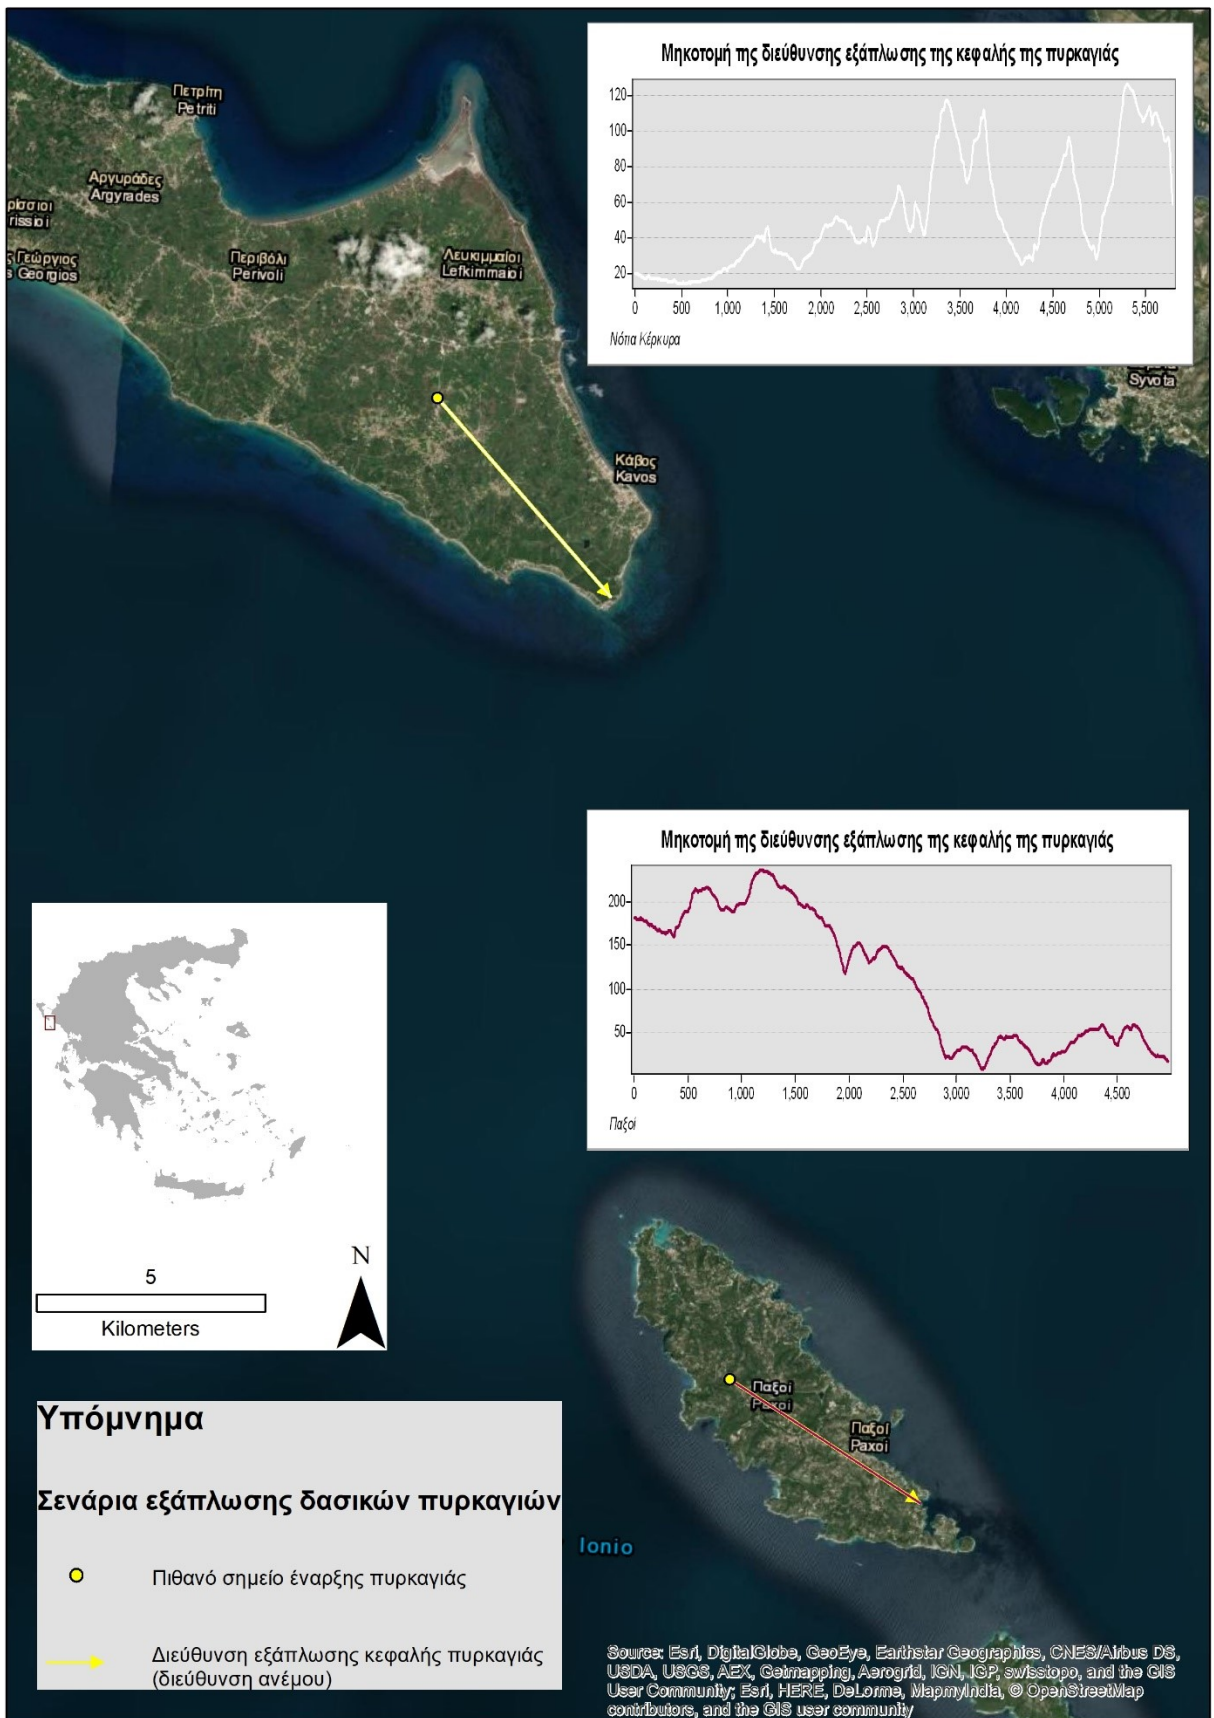 Πετρίτη
Petriti
Αργυράδες
Argyrades
ρίσσιοι
rissioi
ς Γεώργιος
s Georgios
Περιβόλι
Perivoli
Λευκιμμαίοι
Lefkimmaioi
Κάβος
Kavos
Syvota
Μηκοτομή της διεύθυνσης εξάπλωσης της κεφαλής της πυρκαγιάς
120
100
80
60
40
20
0 500 1,000 1,500 2,000 2,500 3,000 3,500 4,000 4,500 5,000 5,500
Νότια Κέρκυρα
Μηκοτομή της διεύθυνσης εξάπλωσης της κεφαλής της πυρκαγιάς
200
150
100
50
0 500 1,000 1,500 2,000 2,500 3,000 3,500 4,000 4,500
Παξοί
N
5
Kilometers
Παξοί
Paxoi
Παξοί
Paxoi
Ionio
Υπόμνημα
Σενάρια εξάπλωσης δασικών πυρκαγιών
Πιθανό σημείο έναρξης πυρκαγιάς
Διεύθυνση εξάπλωσης κεφαλής πυρκαγιάς
(διεύθυνση ανέμου)
Source: Esri, DigitalGlobe, GeoEye, Earthstar Geographics, CNES/Airbus DS,
USDA, USGS, AEX, Getmapping, Aerogrid, IGN, IGP, swisstopo, and the GIS
User Community; Esri, HERE, DeLorme, MapmyIndia, © OpenStreetMap
contributors, and the GIS user community